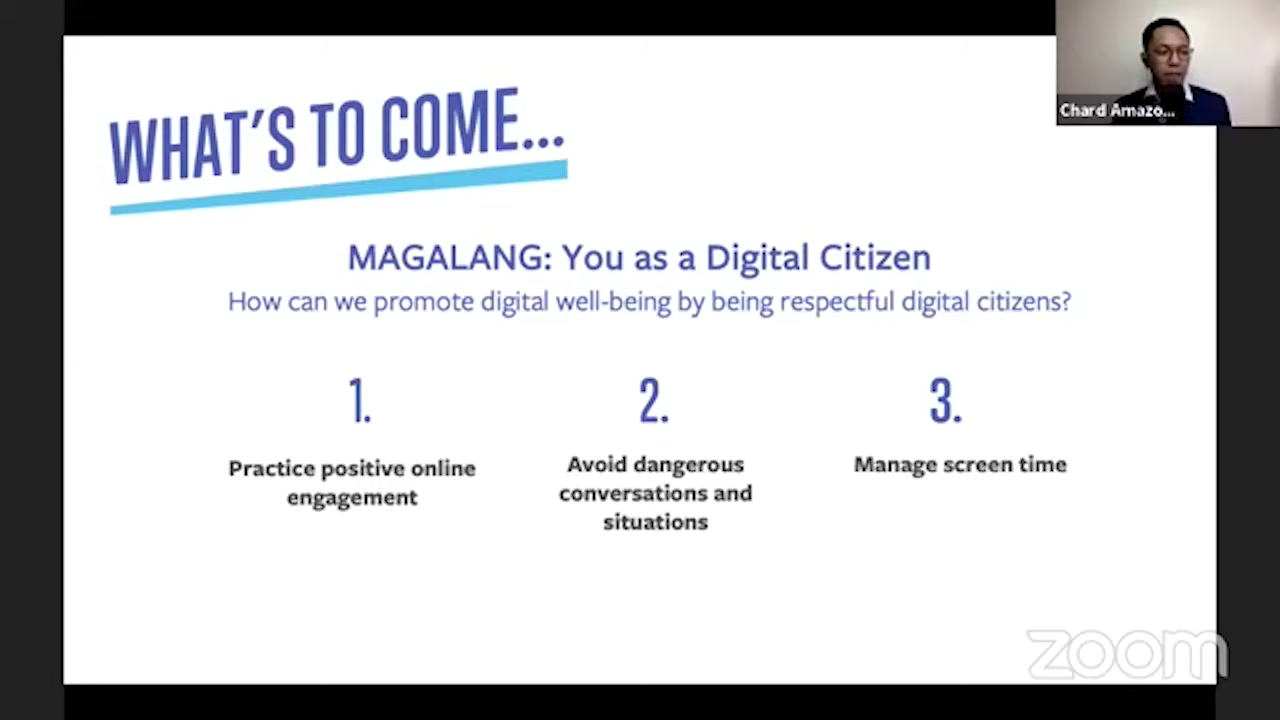 WHAT'S TO COME...
Chard Amazo...
MAGALANG: You as a Digital Citizen
How can we promote digital well-being by being respectful digital citizens?
1.
Practice positive online
engagement
2.
Avoid dangerous
conversations and
situations
3.
Manage screen time
zoom